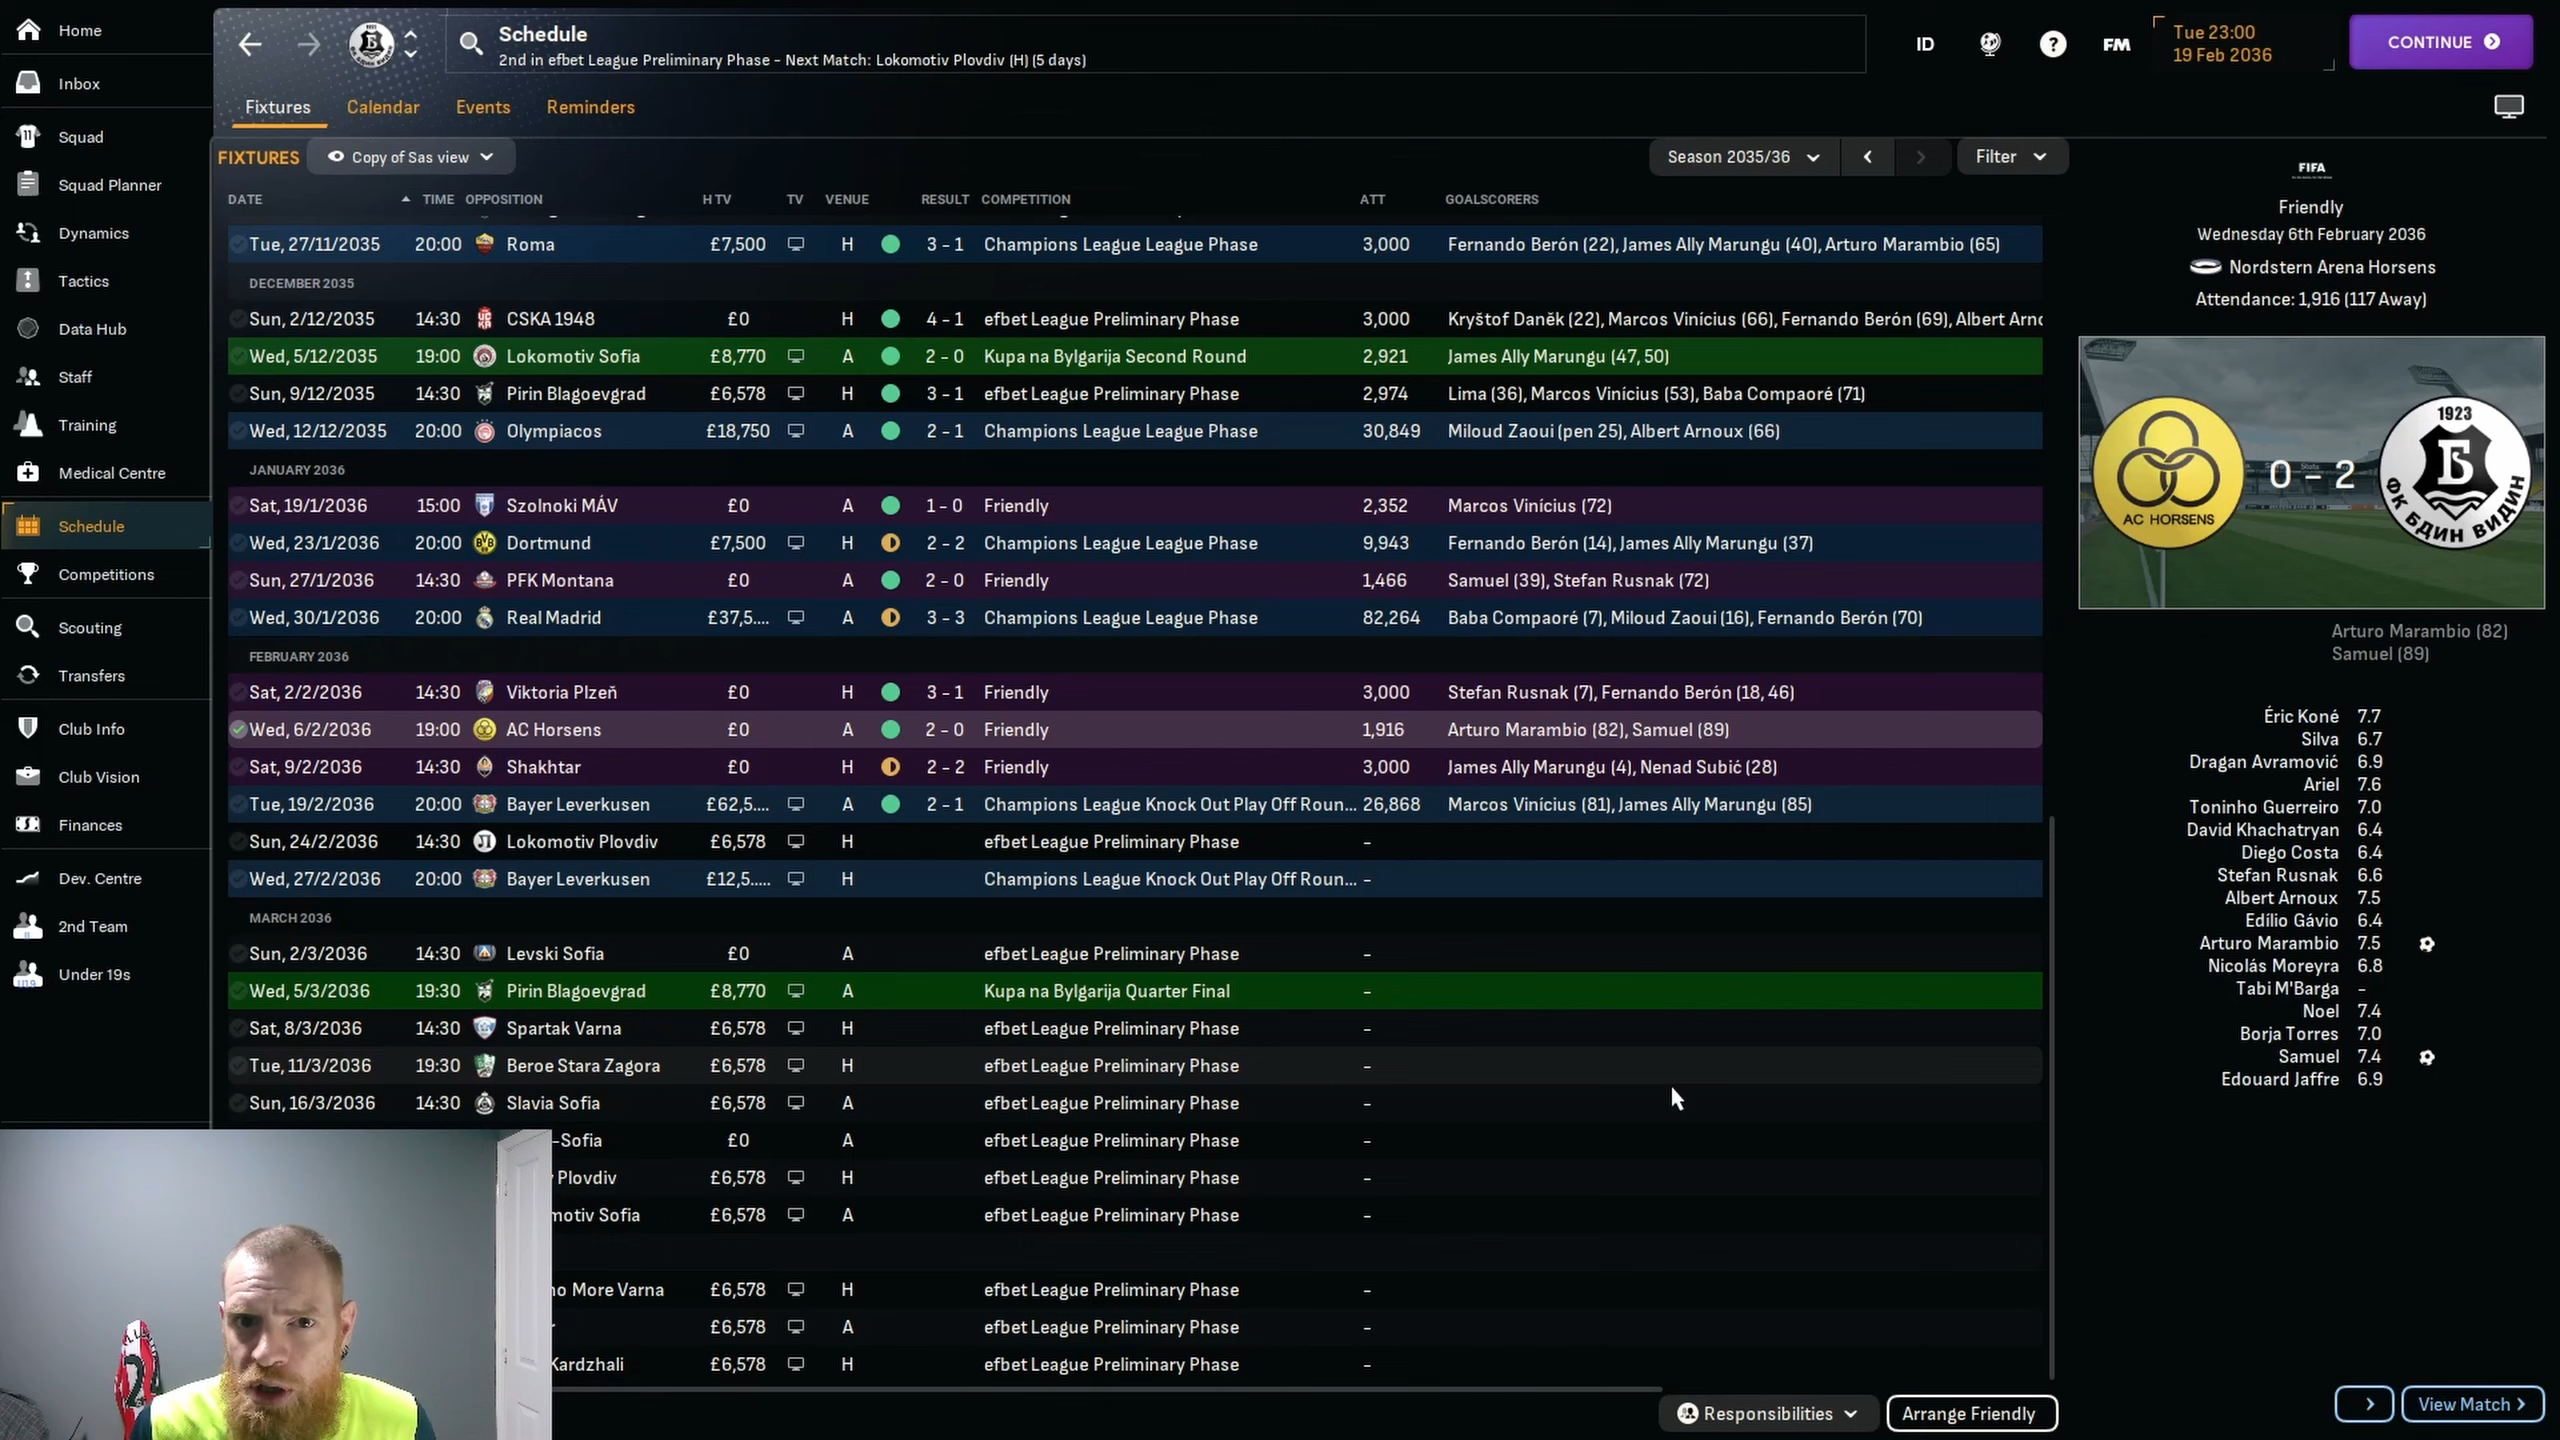 Home
Inbox
Squad
Squad Planner
Dynamics
Tactics
Data Hub
Staff
Training
Medical Centre
Schedule
Competitions
Scouting
Transfers
Club Info
Club Vision
Finances
Dev. Centre
2nd Team
Under 19s
Schedule
2nd in efbet League Preliminary Phase - Next Match: Lokomotiv Plovdiv (H) (5 days)
ID
FM
Tue 23:00
19 Feb 2036
CONTINUE
Fixtures Calendar Events Reminders
FIXTURES Copy of Sas view Season 2035/36 Filter
DATE TIME OPPOSITION H TV TV VENUE RESULT COMPETITION ATT GOALSCORERS
Tue, 27/11/2035 20:00 Roma £7,500 H 3 - 1 Champions League League Phase 3,000 Fernando Berón (22), James Ally Marungu (40), Arturo Marambio (65)
DECEMBER 2035
Sun, 2/12/2035 14:30 CSKA 1948 £0 H 4 - 1 efbet League Preliminary Phase 3,000 Kryštof Daněk (22), Marcos Vinícius (66), Fernando Berón (69), Albert Arno
Wed, 5/12/2035 19:00 Lokomotiv Sofia £8,770 A 2 - 0 Kupa na Bylgarija Second Round 2,921 James Ally Marungu (47, 50)
Sun, 9/12/2035 14:30 Pirin Blagoevgrad £6,578 H 3 - 1 efbet League Preliminary Phase 2,974 Lima (36), Marcos Vinícius (53), Baba Compaoré (71)
Wed, 12/12/2035 20:00 Olympiacos £18,750 A 2 - 1 Champions League League Phase 30,849 Miloud Zaoui (pen 25), Albert Arnoux (66)
JANUARY 2036
Sat, 19/1/2036 15:00 Szolnoki MÁV £0 A 1 - 0 Friendly 2,352 Marcos Vinícius (72)
Wed, 23/1/2036 20:00 Dortmund £7,500 H 2 - 2 Champions League League Phase 9,943 Fernando Berón (14), James Ally Marungu (37)
Sun, 27/1/2036 14:30 PFK Montana £0 A 2 - 0 Friendly 1,466 Samuel (39), Stefan Rusnak (72)
Wed, 30/1/2036 20:00 Real Madrid £37,5.... A 3 - 3 Champions League League Phase 82,264 Baba Compaoré (7), Miloud Zaoui (16), Fernando Berón (70)
FEBRUARY 2036
Sat, 2/2/2036 14:30 Viktoria Plzeň £0 H 3 - 1 Friendly 3,000 Stefan Rusnak (7), Fernando Berón (18, 46)
Wed, 6/2/2036 19:00 AC Horsens £0 A 2 - 0 Friendly 1,916 Arturo Marambio (82), Samuel (89)
Sat, 9/2/2036 14:30 Shakhtar £0 H 2 - 2 Friendly 3,000 James Ally Marungu (4), Nenad Subić (28)
Tue, 19/2/2036 20:00 Bayer Leverkusen £62,5.... A 2 - 1 Champions League Knock Out Play Off Roun... 26,868 Marcos Vinícius (81), James Ally Marungu (85)
Sun, 24/2/2036 14:30 Lokomotiv Plovdiv £6,578 H efbet League Preliminary Phase -
Wed, 27/2/2036 20:00 Bayer Leverkusen £12,5..... H Champions League Knock Out Play Off Roun... -
MARCH 2036
Sun, 2/3/2036 14:30 Levski Sofia £0 A efbet League Preliminary Phase -
Wed, 5/3/2036 19:30 Pirin Blagoevgrad £8,770 A Kupa na Bylgarija Quarter Final -
Sat, 8/3/2036 14:30 Spartak Varna £6,578 H efbet League Preliminary Phase -
Tue, 11/3/2036 19:30 Beroe Stara Zagora £6,578 H efbet League Preliminary Phase -
Sun, 16/3/2036 14:30 Slavia Sofia £6,578 A efbet League Preliminary Phase -
-Sofia £0 A efbet League Preliminary Phase -
Plovdiv £6,578 H efbet League Preliminary Phase -
motiv Sofia £6,578 A efbet League Preliminary Phase -
no More Varna £6,578 H efbet League Preliminary Phase -
£6,578 A efbet League Preliminary Phase -
Kardzhali £6,578 H efbet League Preliminary Phase -
Responsibilities Arrange Friendly
FIFA
Friendly
Wednesday 6th February 2036
Nordstern Arena Horsens
Attendance: 1,916 (117 Away)
AC HORSENS
0 - 2
1923
Б
ФК БДИН ВИДИН
Arturo Marambio (82)
Samuel (89)
Éric Koné 7.7
Silva 6.7
Dragan Avramović 6.9
Ariel 7.6
Toninho Guerreiro 7.0
David Khachatryan 6.4
Diego Costa 6.4
Stefan Rusnak 6.6
Albert Arnoux 7.5
Edílio Gávio 6.4
Arturo Marambio 7.5
Nicolás Moreyra 6.8
Tabi M'Barga -
Noel 7.4
Borja Torres 7.0
Samuel 7.4
Edouard Jaffre 6.9
View Match